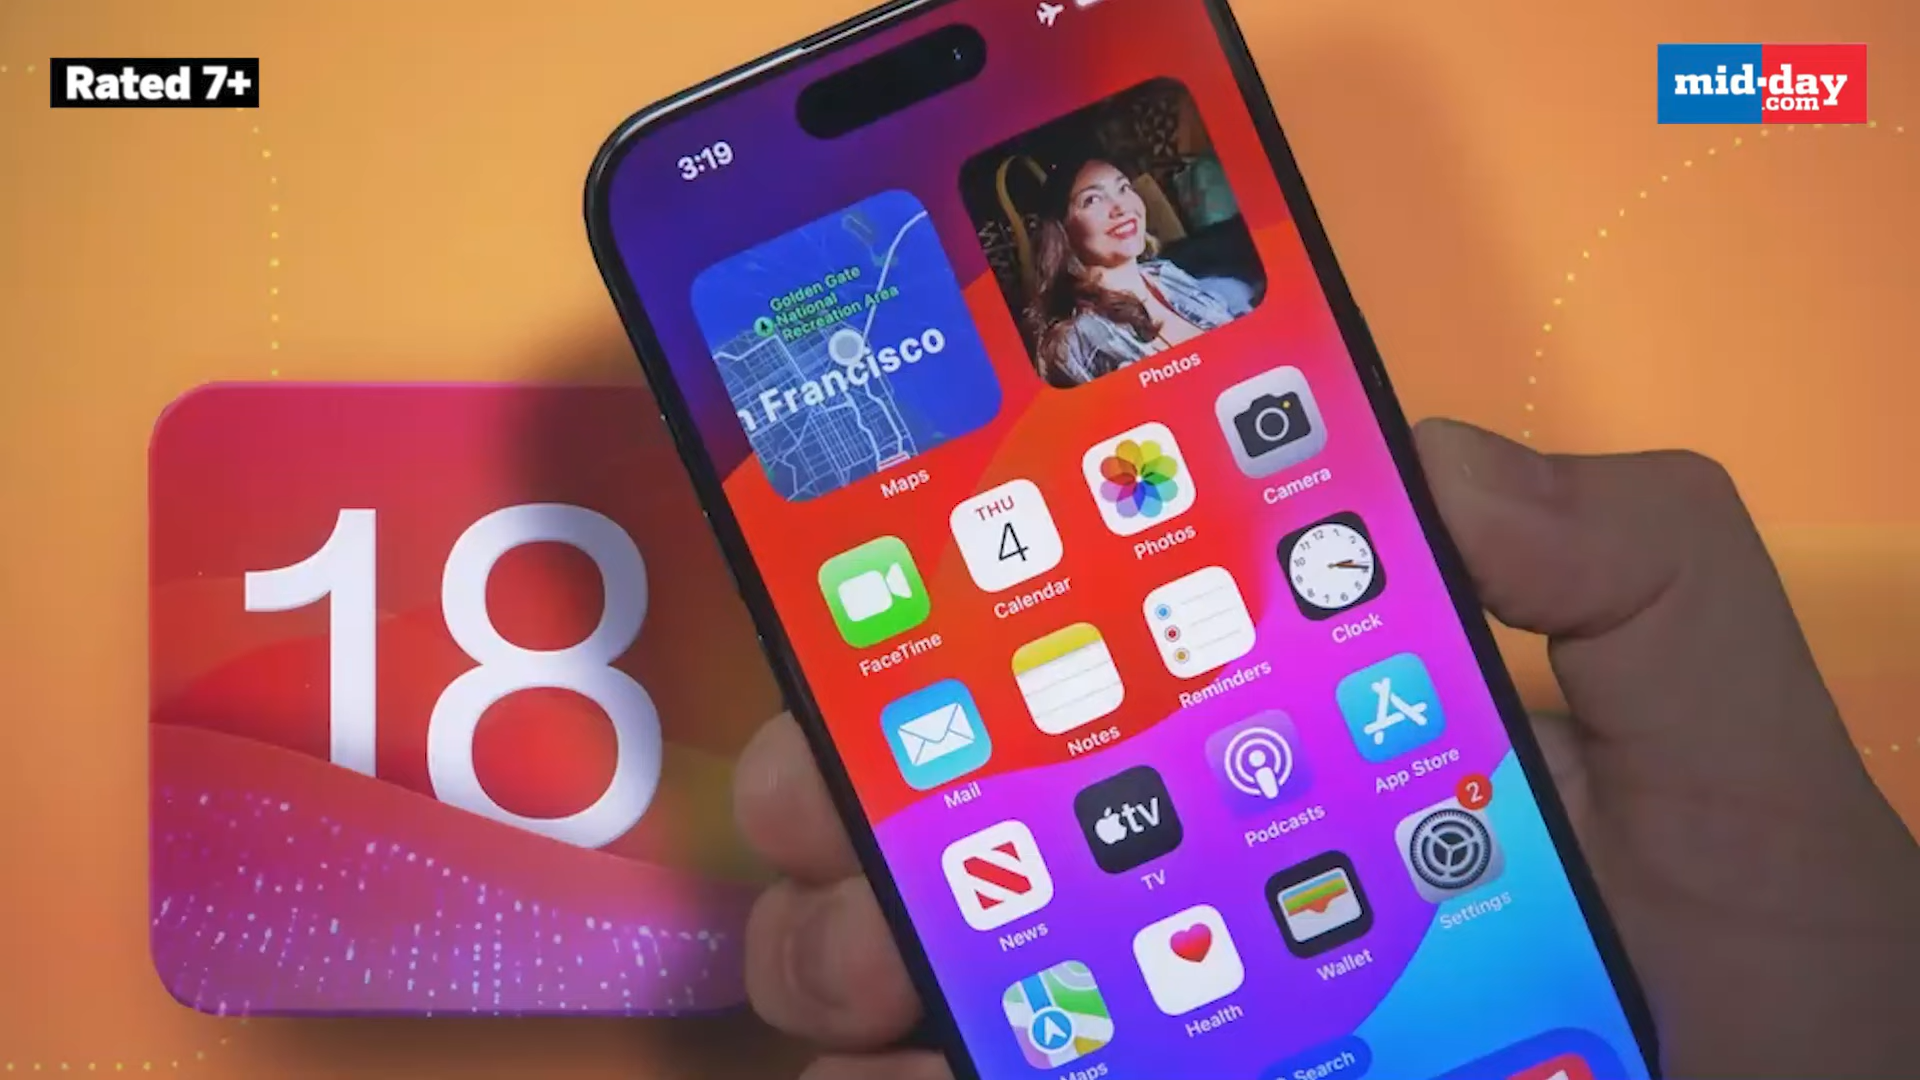 Rated 7+
mid-day
.com
3:19
Golden Gate
National
Recreation Area
n Francisco
Maps
Photos
18
FaceTime
THU
4
Calendar
Photos
Camera
Mail
Notes
Reminders
Clock
News
tv
TV
Podcasts
App Store
2
Maps
Health
Wallet
Settings
Search